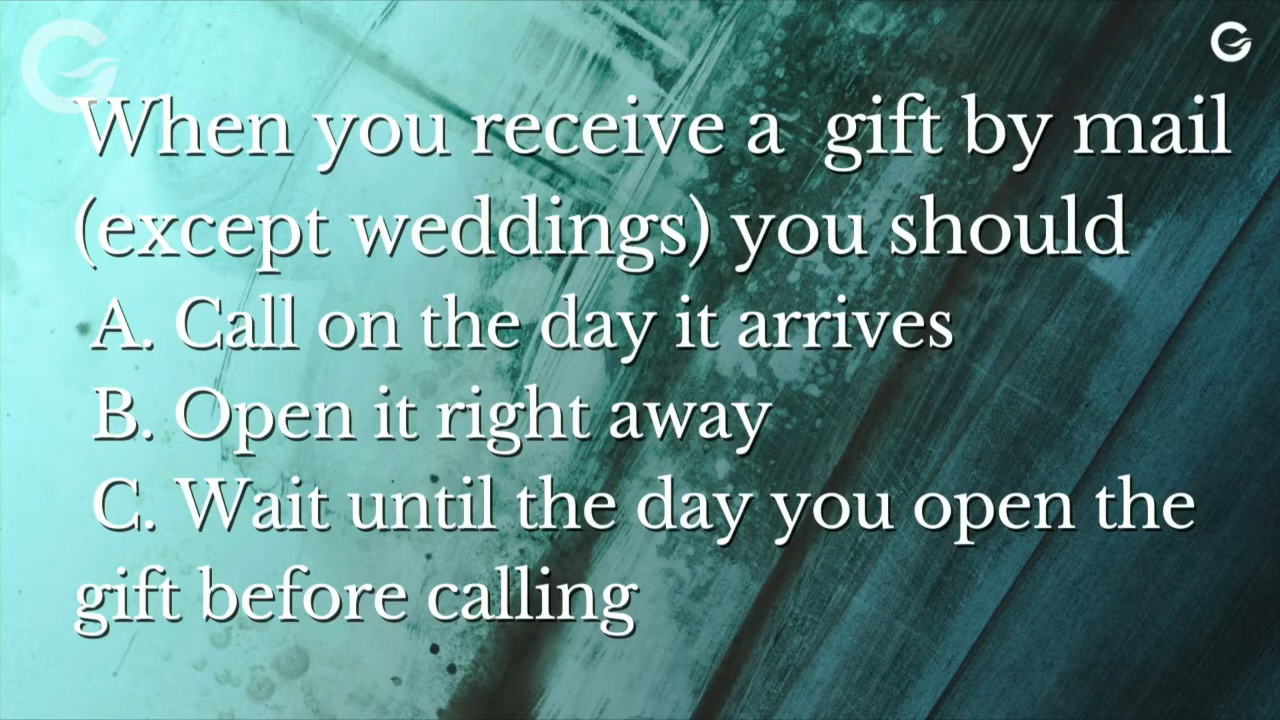 When you receive a  gift by mail
(except weddings) you should
A. Call on the day it arrives
B. Open it right away
C. Wait until the day you open the
gift before calling